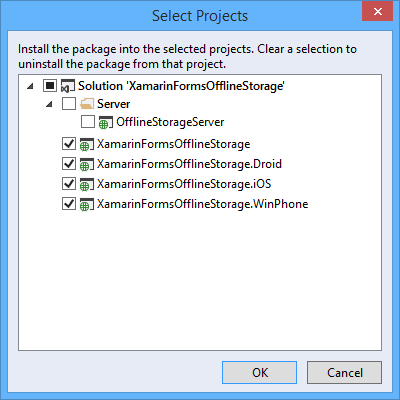 Select Projects
Install the package into the selected projects. Clear a selection to
uninstall the package from that project.
Solution 'XamarinFormsOfflineStorage'
Server
OfflineStorageServer
XamarinFormsOfflineStorage
XamarinFormsOfflineStorage.Droid
XamarinFormsOfflineStorage.iOS
XamarinFormsOfflineStorage.WinPhone
OK Cancel